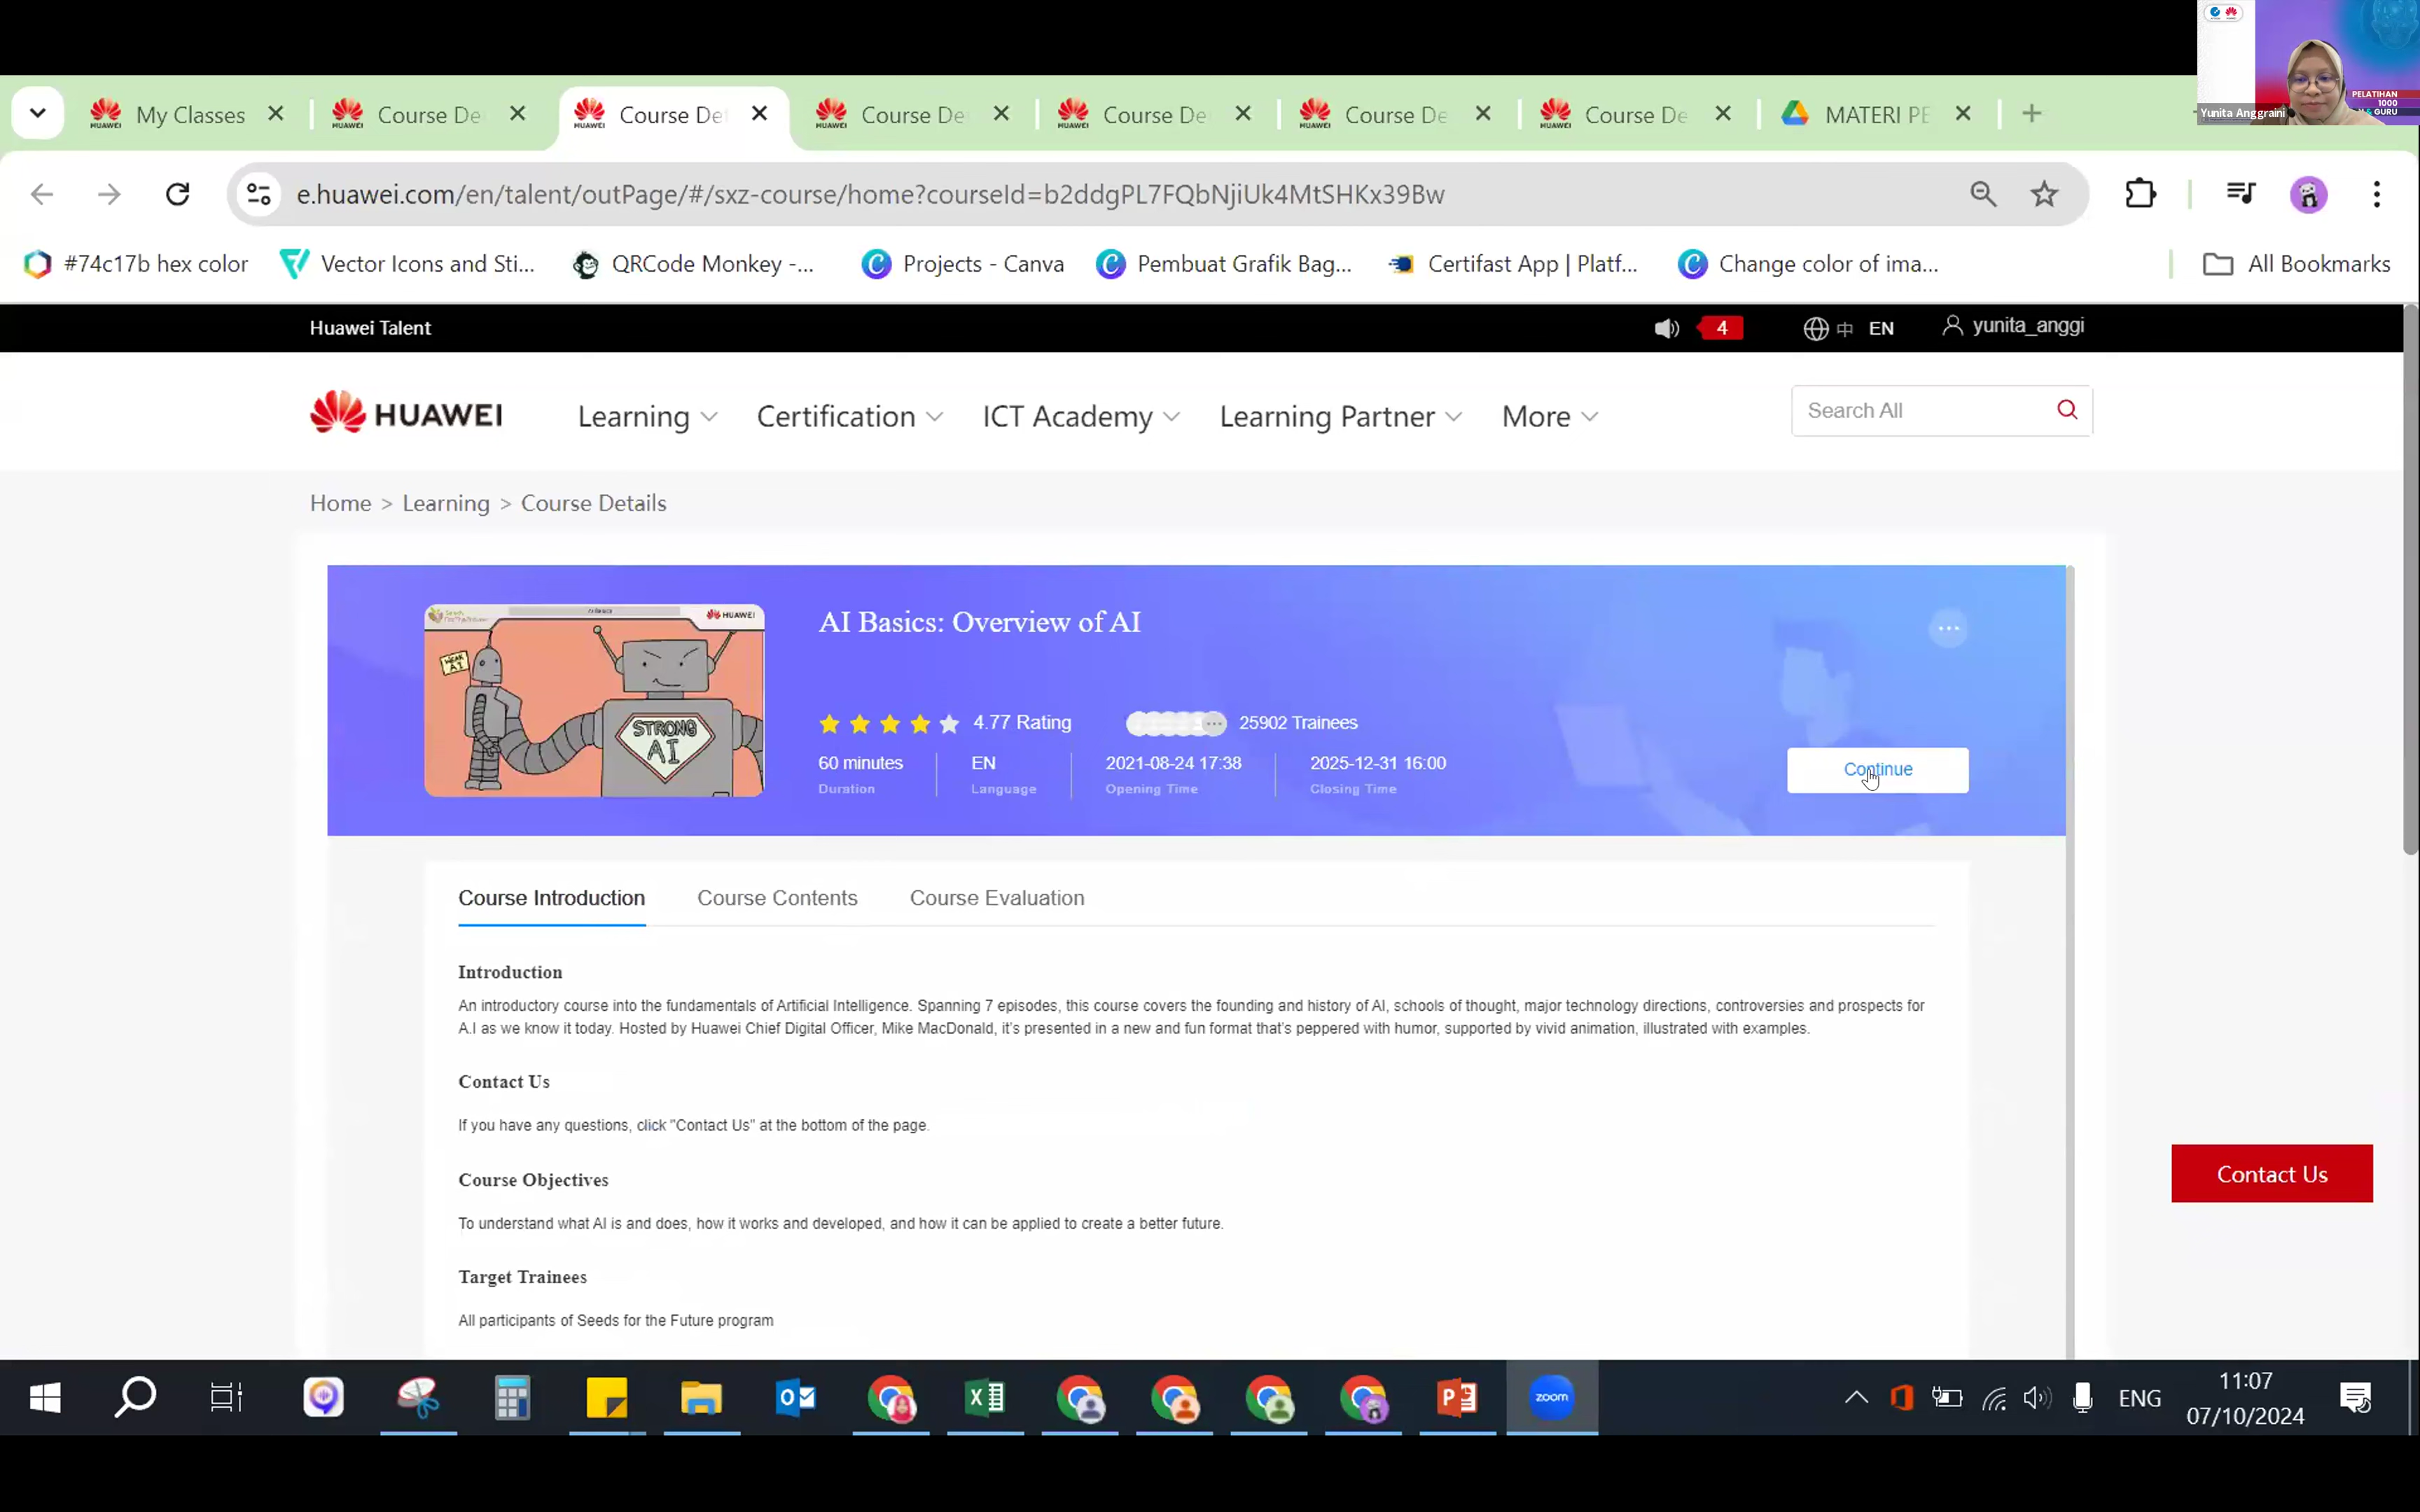 PELATIHAN
1000
& GURU
Yunita Anggraini
My Classes
Course De
Course De
Course De
Course De
Course De
Course De
MATERI PE
e.huawei.com/en/talent/outPage/#/sxz-course/home?courseId=b2ddgPL7FQbNjiUk4MtSHKx39Bw
#74c17b hex color
Vector Icons and Sti...
QRCode Monkey -...
Projects - Canva
Pembuat Grafik Bag...
Certifast App | Platf...
Change color of ima...
All Bookmarks
Huawei Talent
4
中 EN
yunita_anggi
HUAWEI
Learning
Certification
ICT Academy
Learning Partner
More
Search All
Home > Learning > Course Details
HUAWEI
WEAK AI
STRONG
AI
AI Basics: Overview of AI
4.77 Rating
25902 Trainees
60 minutes
EN
2021-08-24 17:38
2025-12-31 16:00
Duration
Language
Opening Time
Closing Time
Continue
Course Introduction
Course Contents
Course Evaluation
Introduction
An introductory course into the fundamentals of Artificial Intelligence. Spanning 7 episodes, this course covers the founding and history of AI, schools of thought, major technology directions, controversies and prospects for
A.I as we know it today. Hosted by Huawei Chief Digital Officer, Mike MacDonald, it's presented in a new and fun format that's peppered with humor, supported by vivid animation, illustrated with examples.
Contact Us
If you have any questions, click "Contact Us" at the bottom of the page.
Course Objectives
To understand what AI is and does, how it works and developed, and how it can be applied to create a better future.
Target Trainees
All participants of Seeds for the Future program
Contact Us
zoom
ENG
11:07
07/10/2024